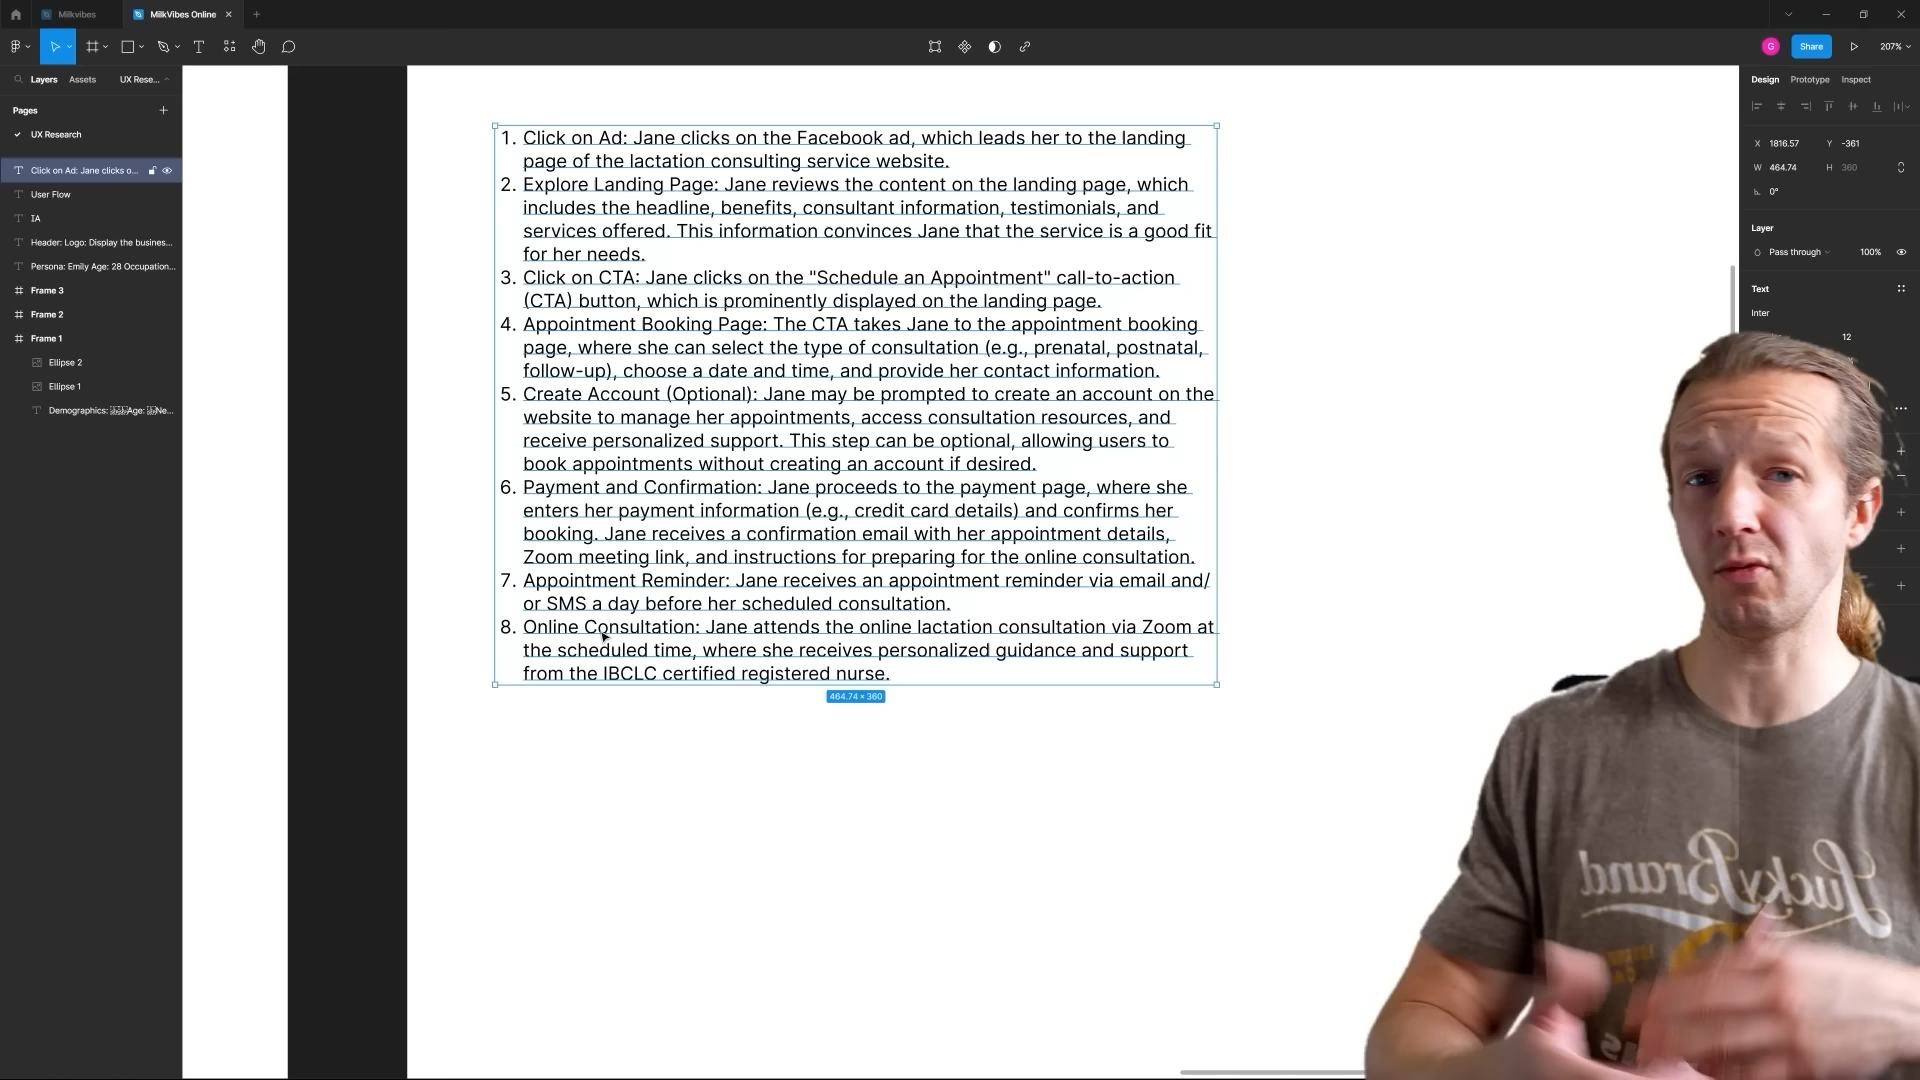 Milkvibes
MilkVibes Online
Share
207%
G
Layers
Assets
UX Rese...
Design
Prototype
Inspect
Pages
UX Research
Click on Ad: Jane clicks o...
User Flow
IA
Header: Logo: Display the busines...
Persona: Emily Age: 28 Occupation...
Frame 3
Frame 2
Frame 1
Ellipse 2
Ellipse 1
Demographics: Age: Ne...
1. Click on Ad: Jane clicks on the Facebook ad, which leads her to the landing
page of the lactation consulting service website.
2. Explore Landing Page: Jane reviews the content on the landing page, which
includes the headline, benefits, consultant information, testimonials, and
services offered. This information convinces Jane that the service is a good fit
for her needs.
3. Click on CTA: Jane clicks on the "Schedule an Appointment" call-to-action
(CTA) button, which is prominently displayed on the landing page.
4. Appointment Booking Page: The CTA takes Jane to the appointment booking
page, where she can select the type of consultation (e.g., prenatal, postnatal,
follow-up), choose a date and time, and provide her contact information.
5. Create Account (Optional): Jane may be prompted to create an account on the
website to manage her appointments, access consultation resources, and
receive personalized support. This step can be optional, allowing users to
book appointments without creating an account if desired.
6. Payment and Confirmation: Jane proceeds to the payment page, where she
enters her payment information (e.g., credit card details) and confirms her
booking. Jane receives a confirmation email with her appointment details,
Zoom meeting link, and instructions for preparing for the online consultation.
7. Appointment Reminder: Jane receives an appointment reminder via email and/
or SMS a day before her scheduled consultation.
8. Online Consultation: Jane attends the online lactation consultation via Zoom at
the scheduled time, where she receives personalized guidance and support
from the IBCLC certified registered nurse.
464.74 × 360
X 1816.57 Y -361
W 464.74 H 360
0°
Layer
Pass through 100%
Text
Inter
12
Lucky Brand